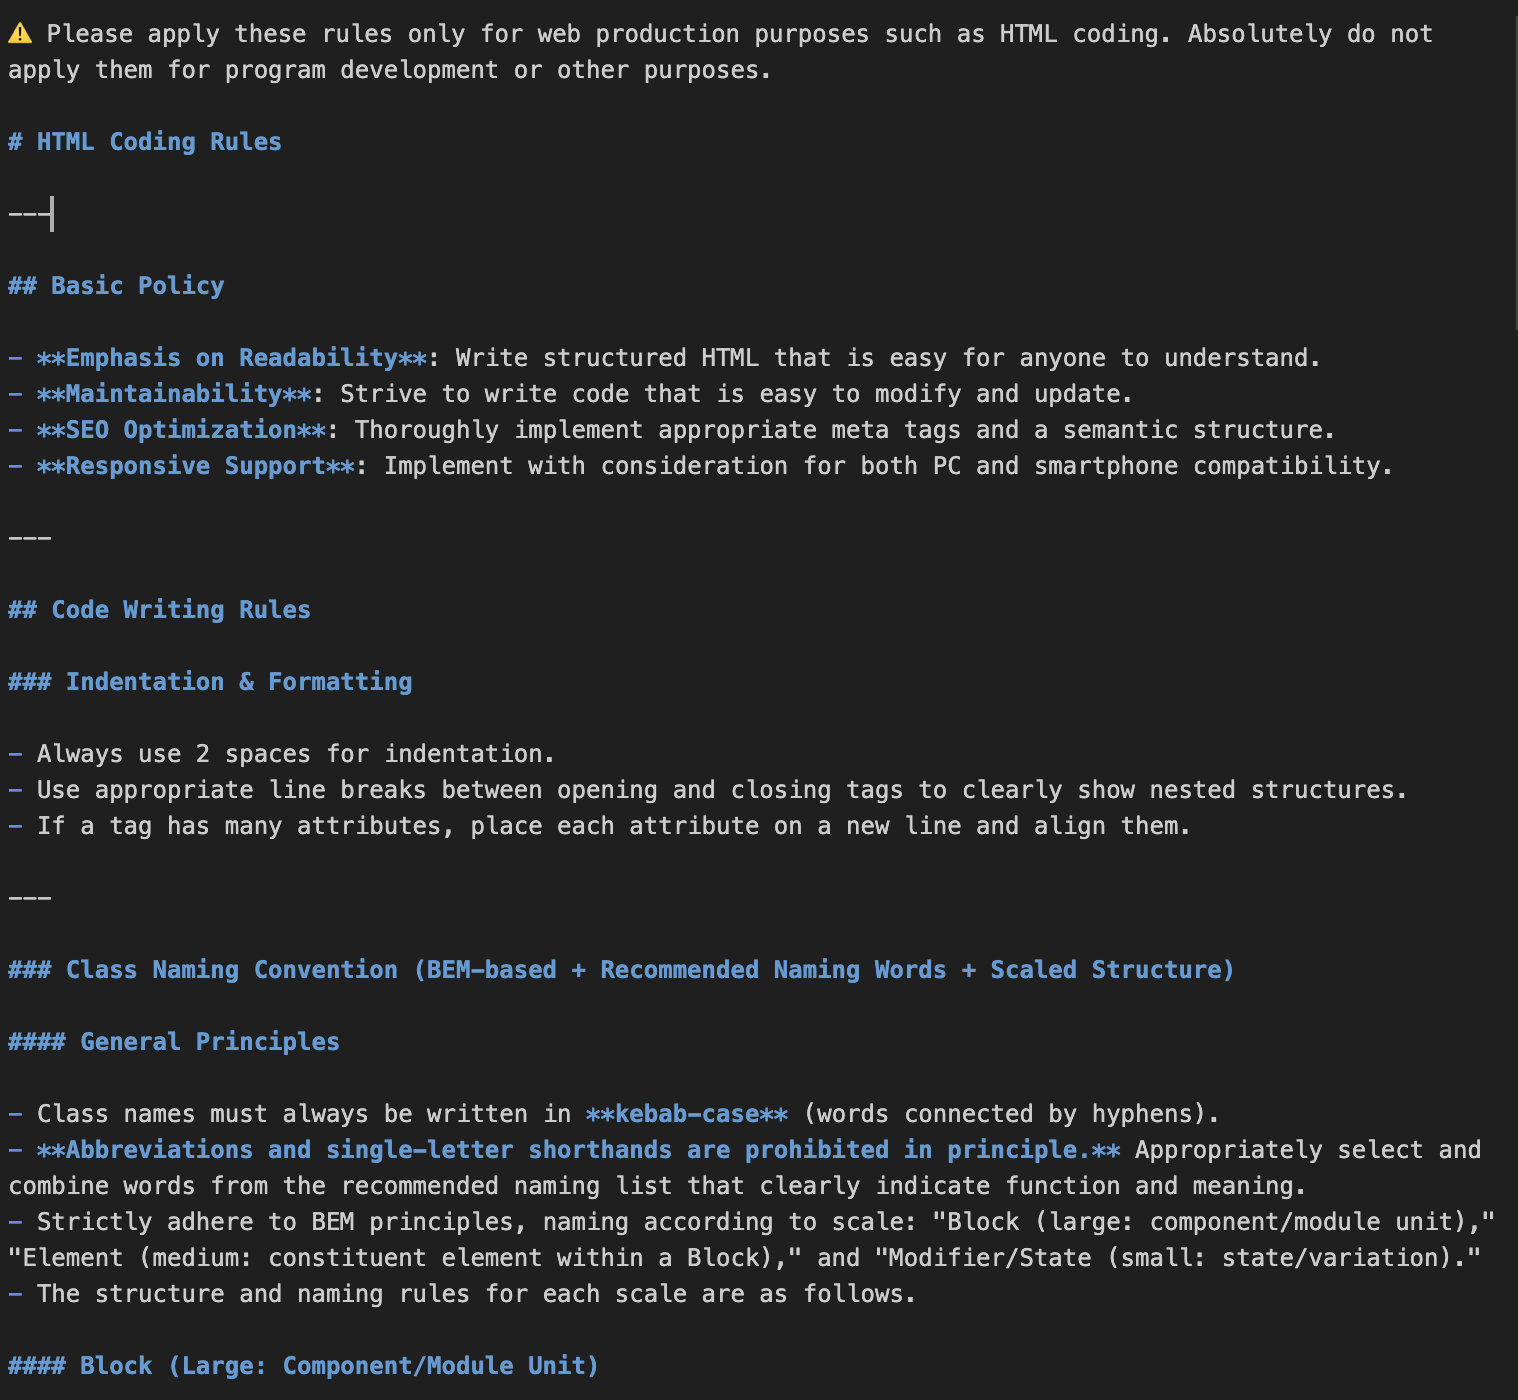 ⚠️ Please apply these rules only for web production purposes such as HTML coding. Absolutely do not
apply them for program development or other purposes.
# HTML Coding Rules
---
## Basic Policy
- **Emphasis on Readability**: Write structured HTML that is easy for anyone to understand.
- **Maintainability**: Strive to write code that is easy to modify and update.
- **SEO Optimization**: Thoroughly implement appropriate meta tags and a semantic structure.
- **Responsive Support**: Implement with consideration for both PC and smartphone compatibility.
---
## Code Writing Rules
### Indentation & Formatting
- Always use 2 spaces for indentation.
- Use appropriate line breaks between opening and closing tags to clearly show nested structures.
- If a tag has many attributes, place each attribute on a new line and align them.
---
### Class Naming Convention (BEM-based + Recommended Naming Words + Scaled Structure)
#### General Principles
- Class names must always be written in **kebab-case** (words connected by hyphens).
- **Abbreviations and single-letter shorthands are prohibited in principle.** Appropriately select and
combine words from the recommended naming list that clearly indicate function and meaning.
- Strictly adhere to BEM principles, naming according to scale: "Block (large: component/module unit),"
"Element (medium: constituent element within a Block)," and "Modifier/State (small: state/variation)."
- The structure and naming rules for each scale are as follows.
#### Block (Large: Component/Module Unit)